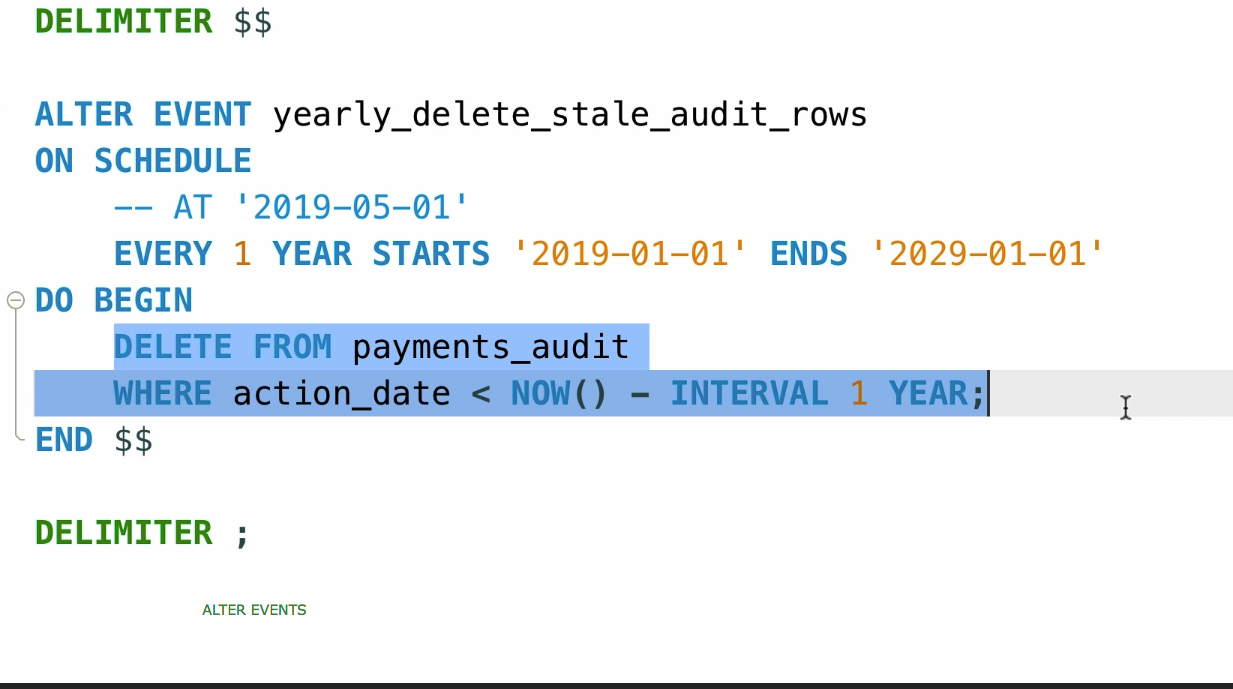 DELIMITER $$
ALTER EVENT yearly_delete_stale_audit_rows
ON SCHEDULE
-- AT '2019-05-01'
EVERY 1 YEAR STARTS '2019-01-01' ENDS '2029-01-01'
DO BEGIN
DELETE FROM payments_audit
WHERE action_date < NOW() - INTERVAL 1 YEAR;
END $$
DELIMITER ;
ALTER EVENTS